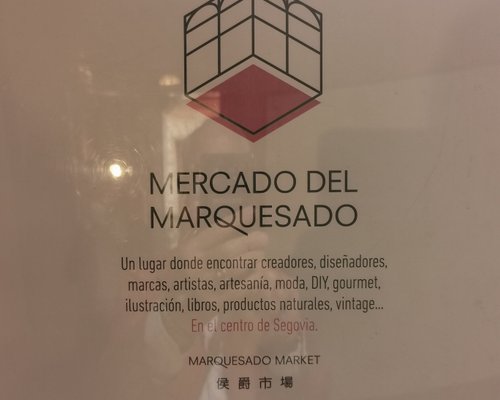 MERCADO DEL
MARQUESADO
Un lugar donde encontrar creadores, diseñadores,
marcas, artistas, artesanía, moda, DIY, gourmet,
ilustración, libros, productos naturales, vintage...
En el centro de Segovia.
MARQUESADO MARKET
侯爵市場